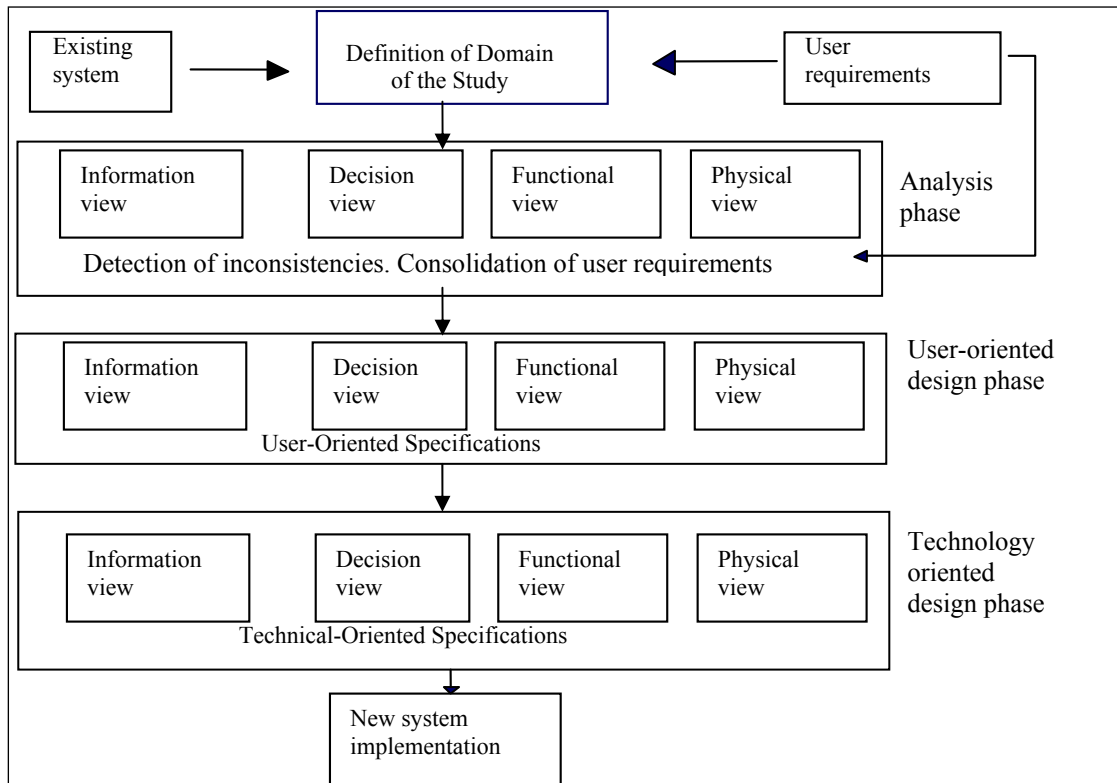 Existing
system
Definition of Domain
of the Study
User
requirements
Information
view
Decision
view
Functional
view
Physical
view
Analysis
phase
Detection of inconsistencies. Consolidation of user requirements
Information
view
Decision
view
Functional
view
Physical
view
User-oriented
design phase
User-Oriented Specifications
Information
view
Decision
view
Functional
view
Physical
view
Technology
oriented
design phase
Technical-Oriented Specifications
New system
implementation